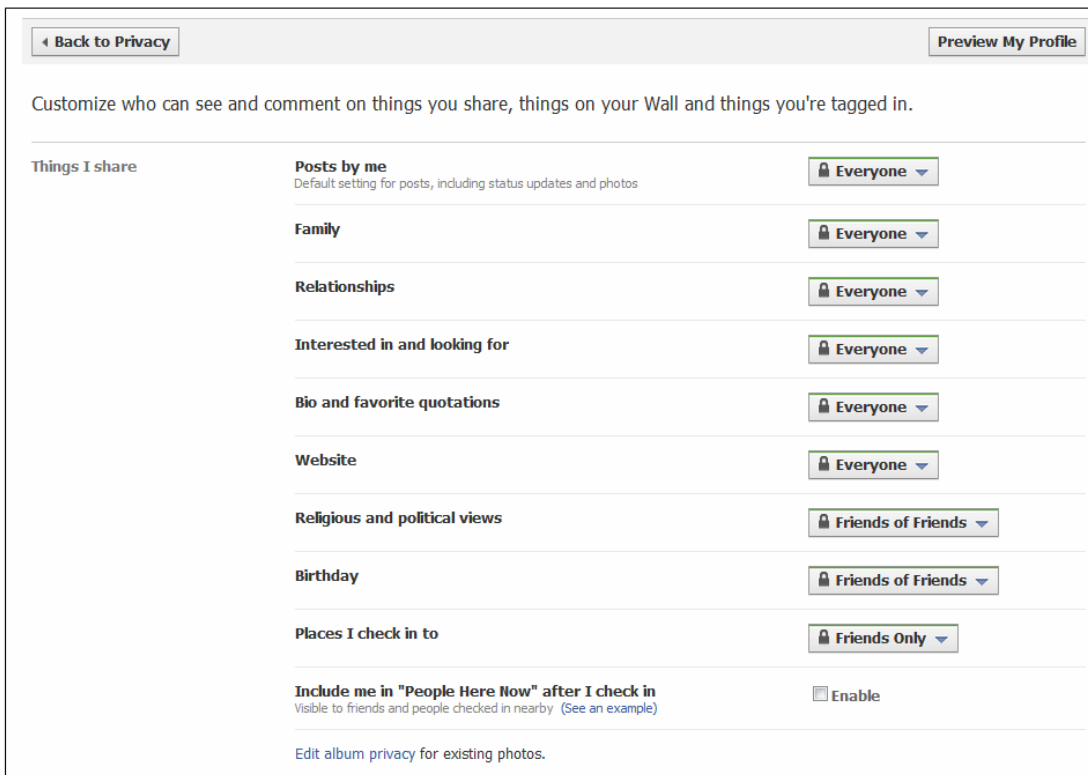 Back to Privacy
Preview My Profile
Customize who can see and comment on things you share, things on your Wall and things you're tagged in.
Things I share
Posts by me
Everyone
Default setting for posts, including status updates and photos
Family
Everyone
Relationships
Everyone
Interested in and looking for
Everyone
Bio and favorite quotations
Everyone
Website
Everyone
Religious and political views
Friends of Friends
Birthday
Friends of Friends
Places I check in to
Friends Only
Include me in "People Here Now" after I check in
Enable
Visible to friends and people checked in nearby (See an example)
Edit album privacy for existing photos.